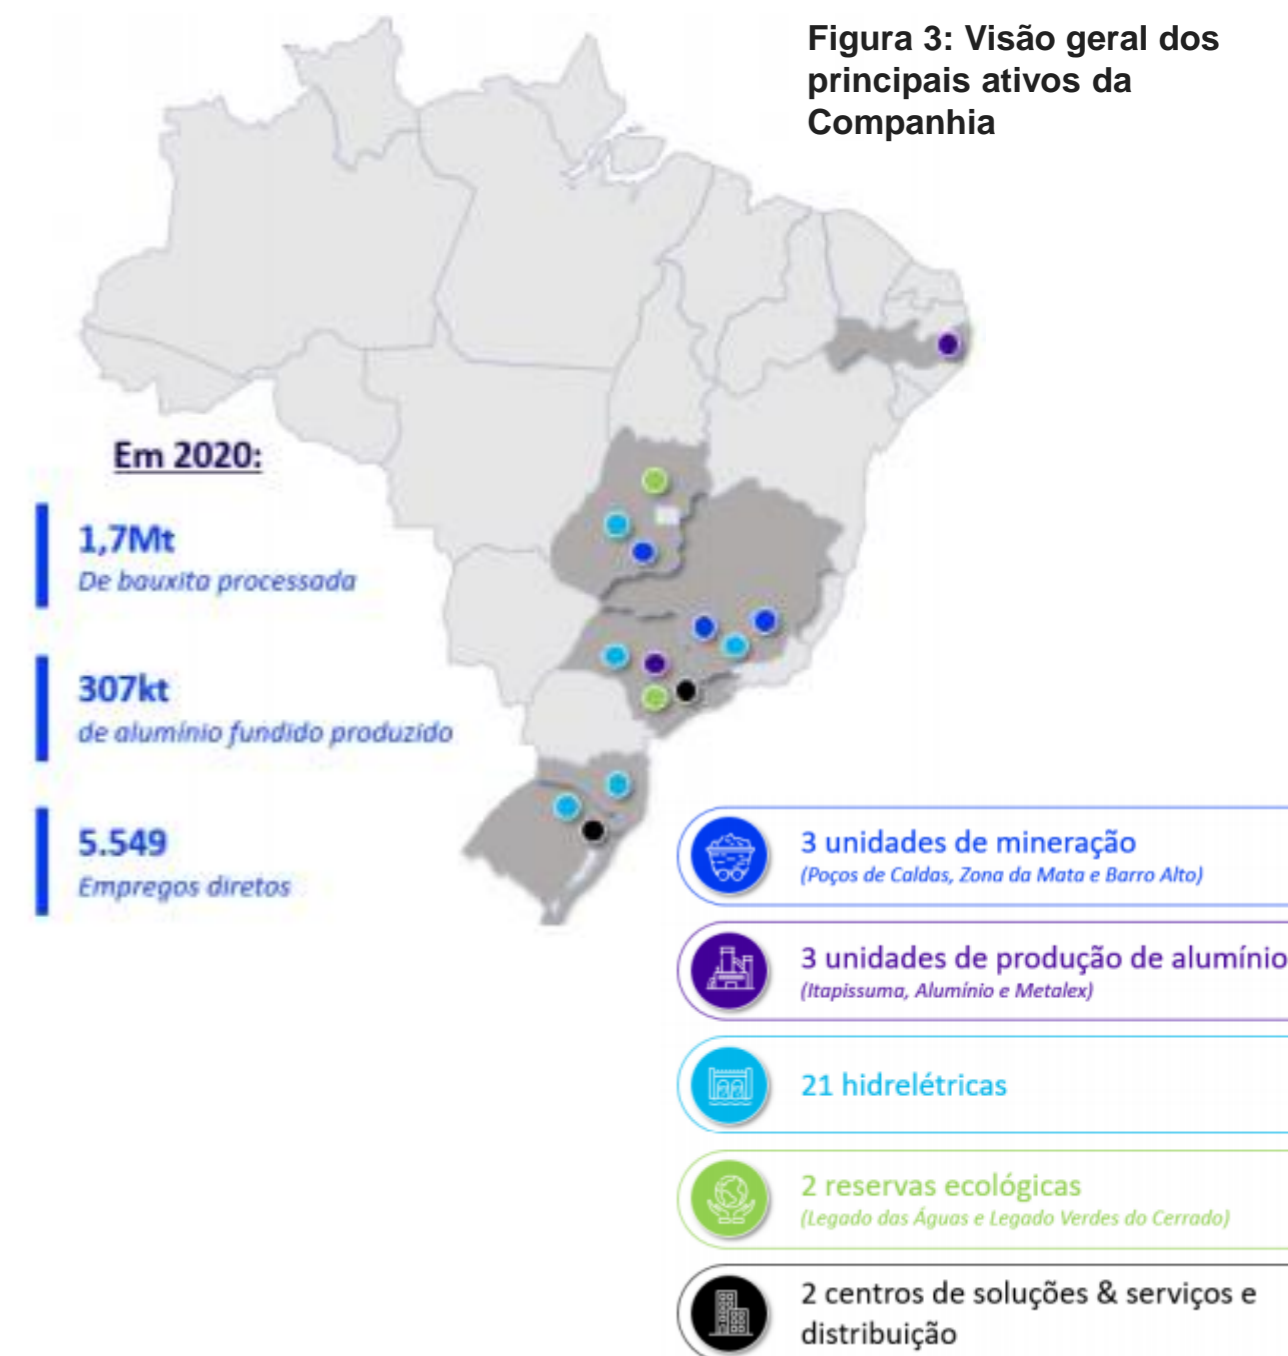 Figura 3: Visão geral dos
principais ativos da
Companhia
Em 2020:
1,7Mt
De bauxita processada
307kt
de alumínio fundido produzido
5.549
Empregos diretos
3 unidades de mineração
(Poços de Caldas, Zona da Mata e Barro Alto)
3 unidades de produção de alumínio
(Itapissuma, Alumínio e Metalex)
21 hidrelétricas
2 reservas ecológicas
(Legado das Águas e Legado Verdes do Cerrado)
2 centros de soluções & serviços e
distribuição